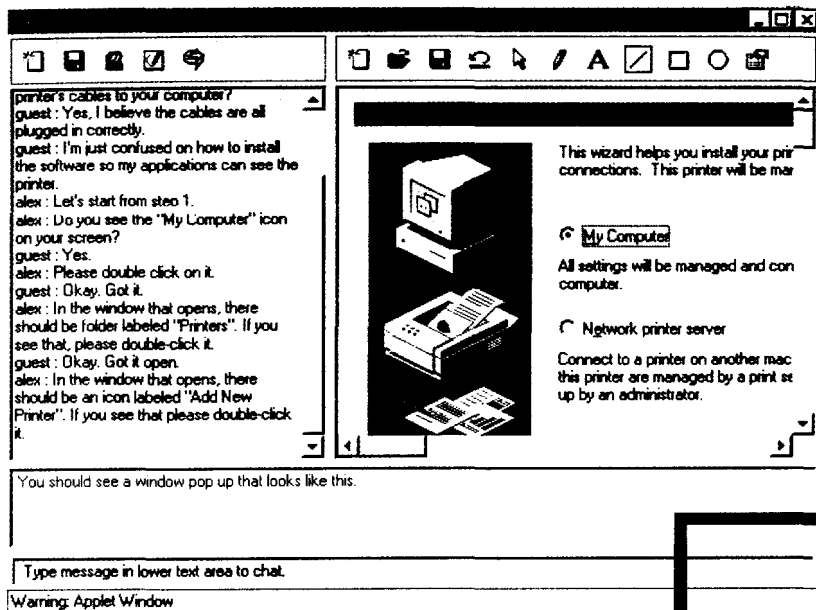 A
printer's cables to your computer?
guest : Yes, I believe the cables are all
plugged in correctly.
guest : I'm just confused on how to install
the software so my applications can see the
printer.
alex : Let's start from step 1.
alex : Do you see the "My Computer" icon
on your screen?
guest : Yes.
alex : Please double click on it.
guest : Okay. Got it.
alex : In the window that opens, there
should be folder labeled "Printers". If you
see that, please double-click it.
guest : Okay. Got it open.
alex : In the window that opens, there
should be an icon labeled "Add New
Printer". If you see that please double-click
it.
This wizard helps you install your prin
connections. This printer will be mar
My Computer
All settings will be managed and con
computer.
Network printer server
Connect to a printer on another mac
this printer are managed by a print se
up by an administrator.
You should see a window pop up that looks like this.
Type message in lower text area to chat.
Warning: Applet Window